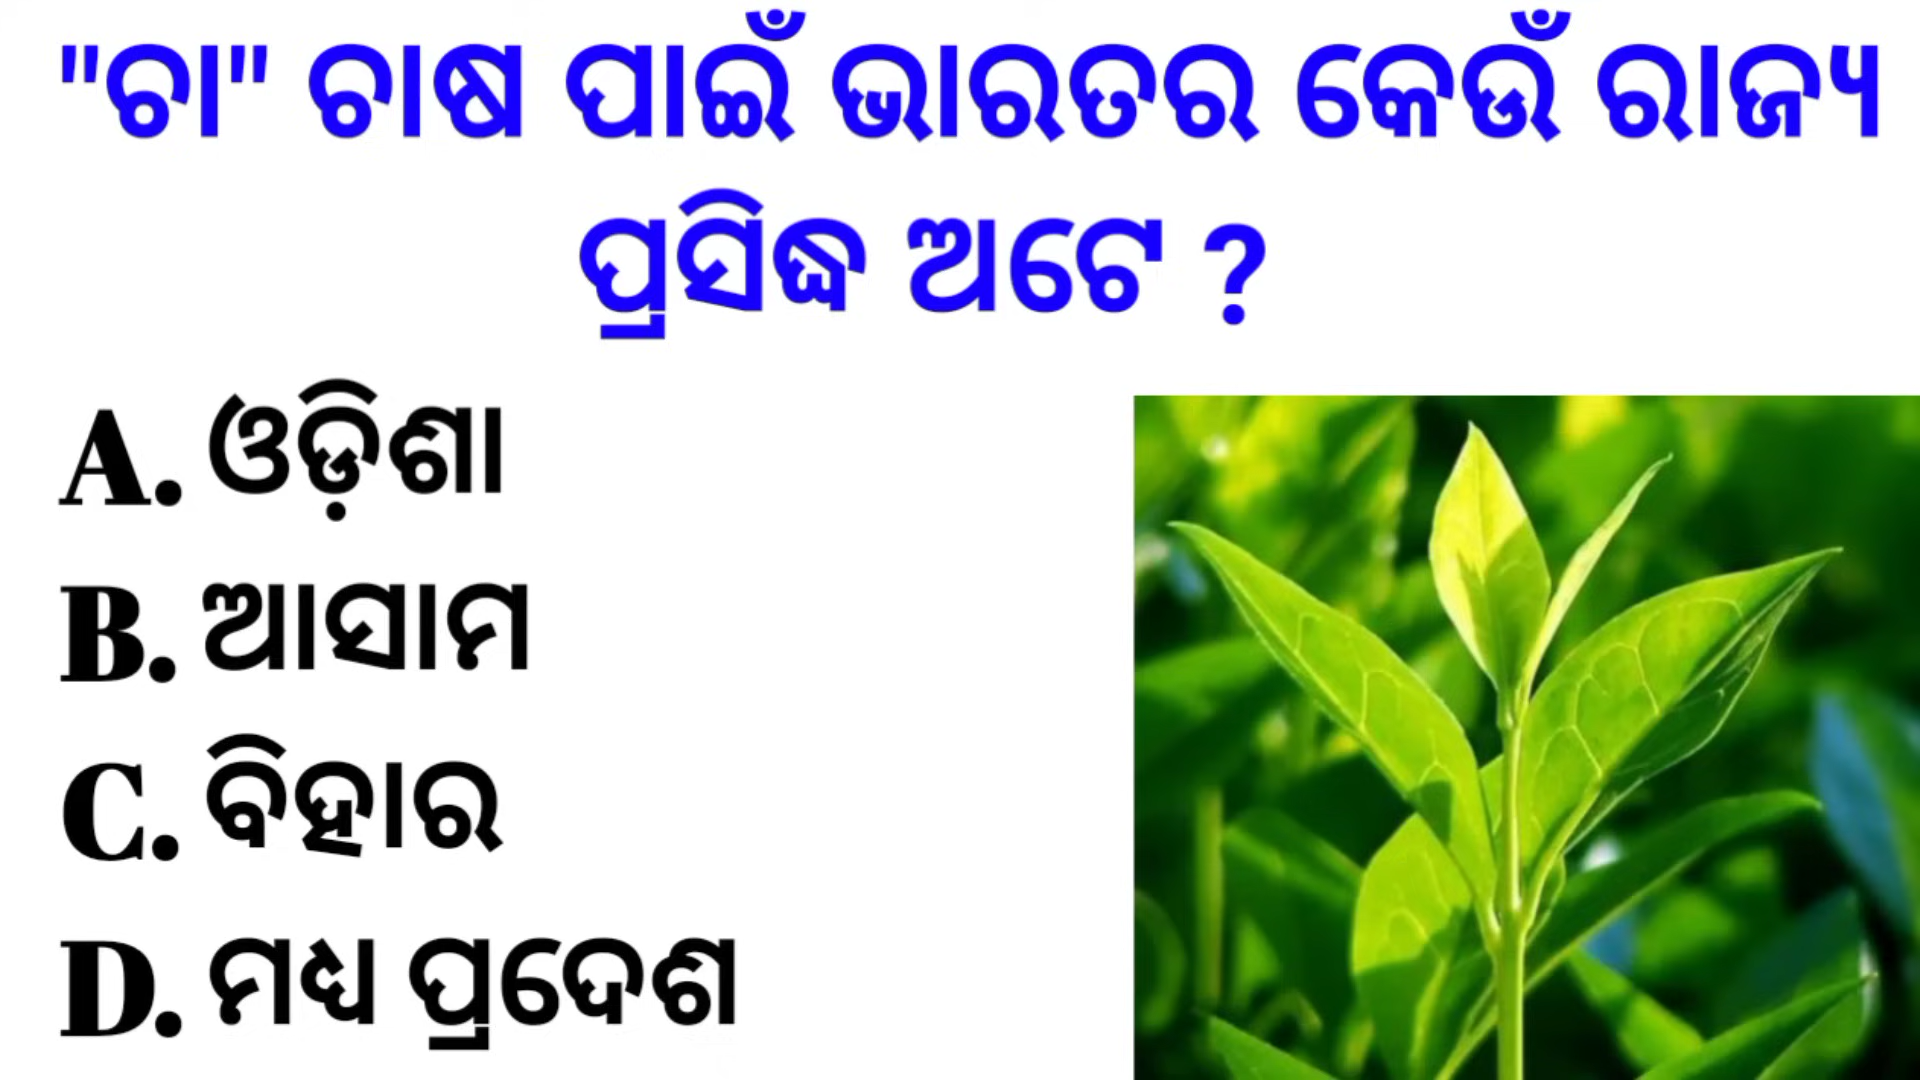 "ଚା" ଚାଷ ପାଇଁ ଭାରତର କେଉଁ ରାଜ୍ୟ
ପ୍ରସିଦ୍ଧ ଅଟେ ?
A. ଓଡ଼ିଶା
B. ଆସାମ
C. ବିହାର
D. ମଧ୍ୟ ପ୍ରଦେଶ